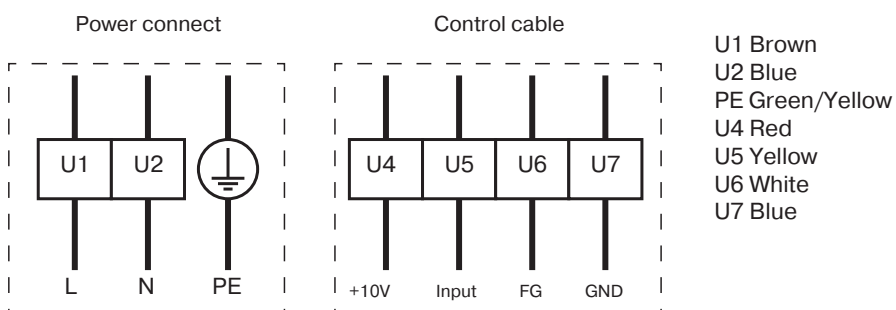 Power connect
Control cable
U1 U2
U4 U5 U6 U7
L N PE
+10V Input FG GND
U1 Brown
U2 Blue
PE Green/Yellow
U4 Red
U5 Yellow
U6 White
U7 Blue